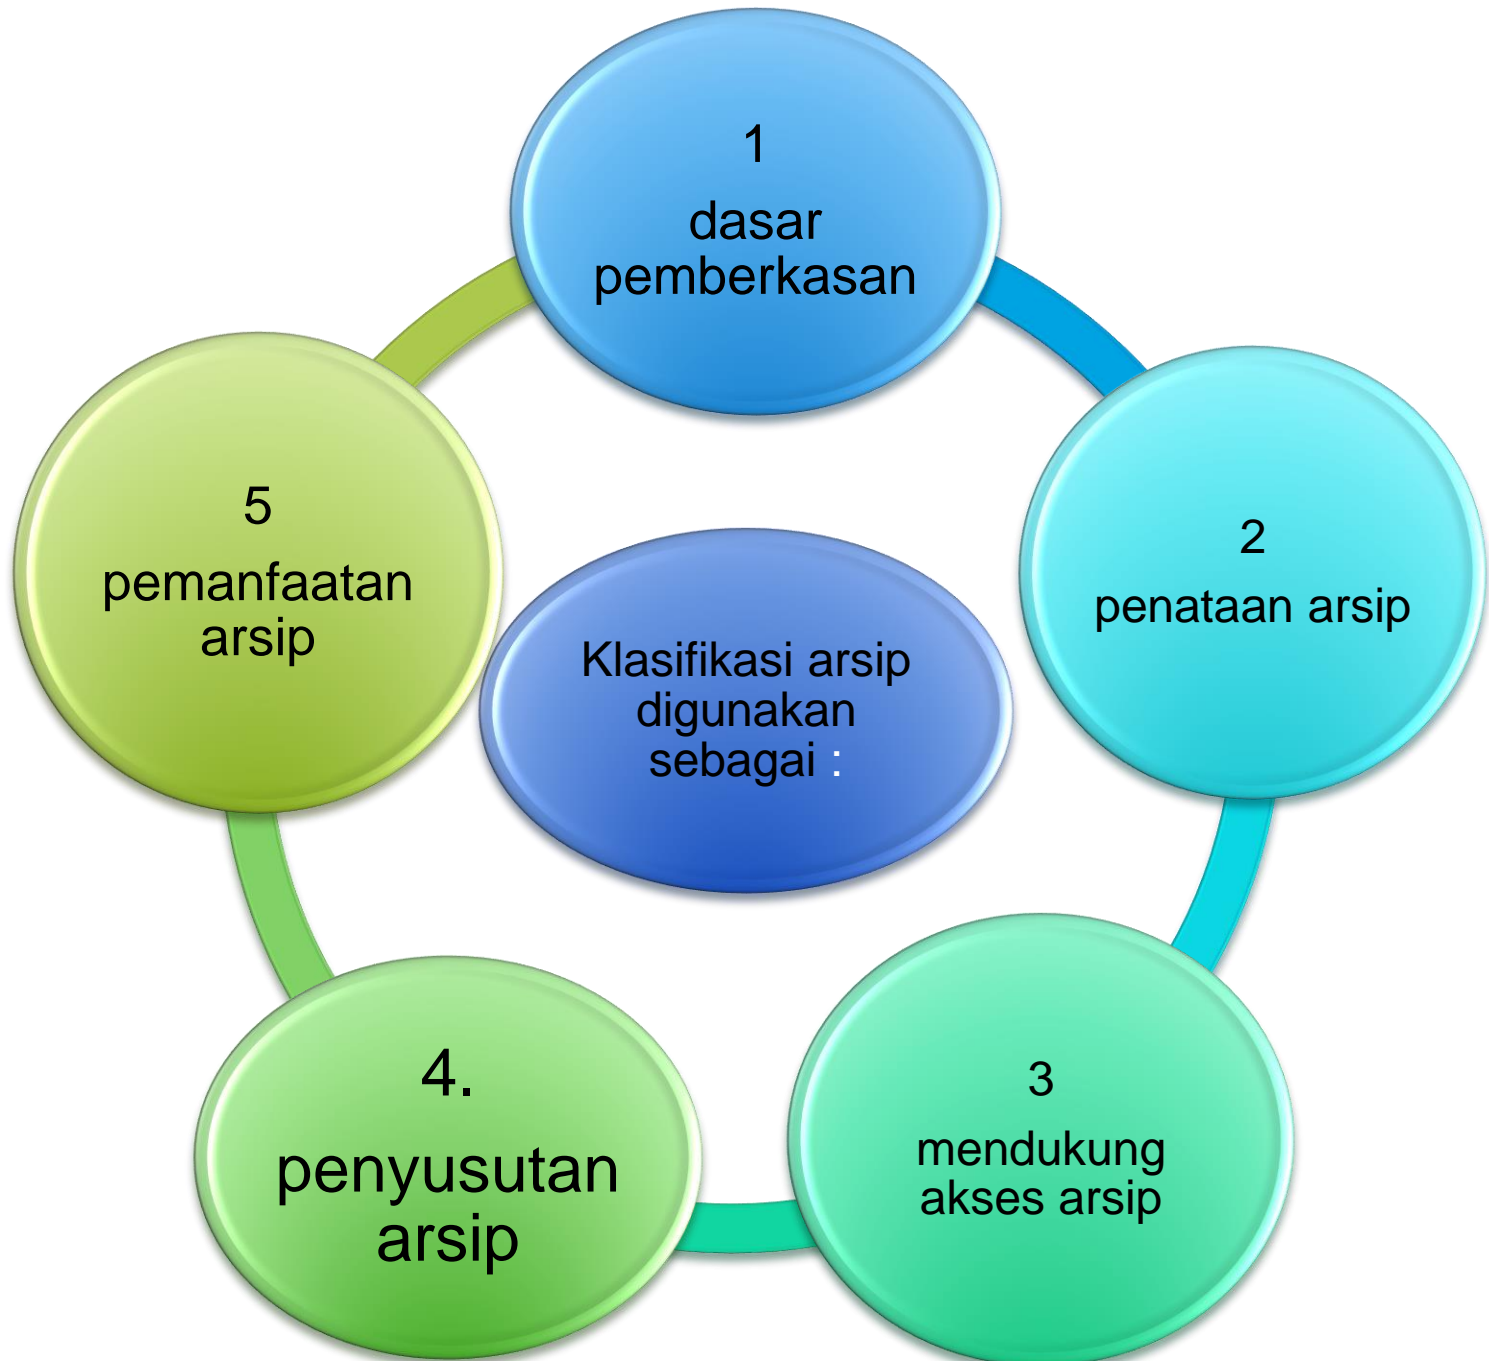 1
dasar
pemberkasan
2
penataan arsip
3
mendukung
akses arsip
4.
penyusutan
arsip
5
pemanfaatan
arsip
Klasifikasi arsip
digunakan
sebagai :